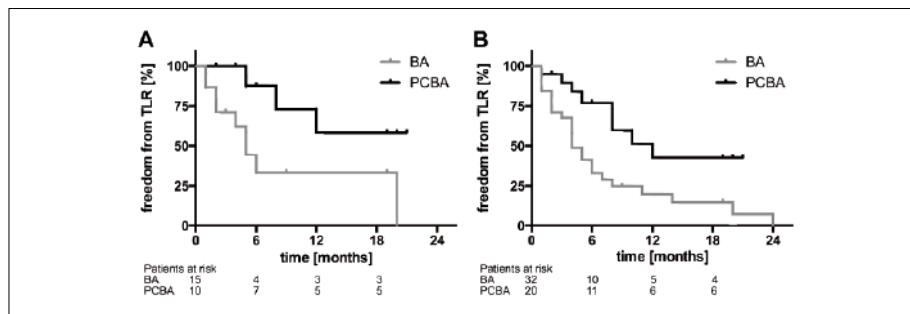 A
BA
PCBA
freedom from TLR [%]
100
75
50
25
0
0 6 12 18 24
time [months]
Patients at risk
BA 15 4 3 3
PCBA 10 7 5 5
B
BA
PCBA
freedom from TLR [%]
100
75
50
25
0
0 6 12 18 24
time [months]
Patients at risk
BA 32 10 5 4
PCBA 20 11 6 6